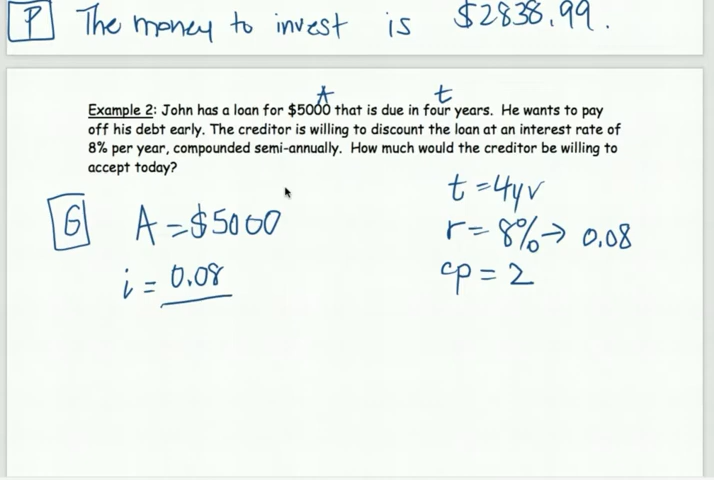 P The money to invest is $2838.99.
A t
Example 2: John has a loan for $5000 that is due in four years. He wants to pay
off his debt early. The creditor is willing to discount the loan at an interest rate of
8% per year, compounded semi-annually. How much would the creditor be willing to
accept today?
t = 4yr
G A = $5000 r = 8% → 0.08
i = 0.08 cp = 2